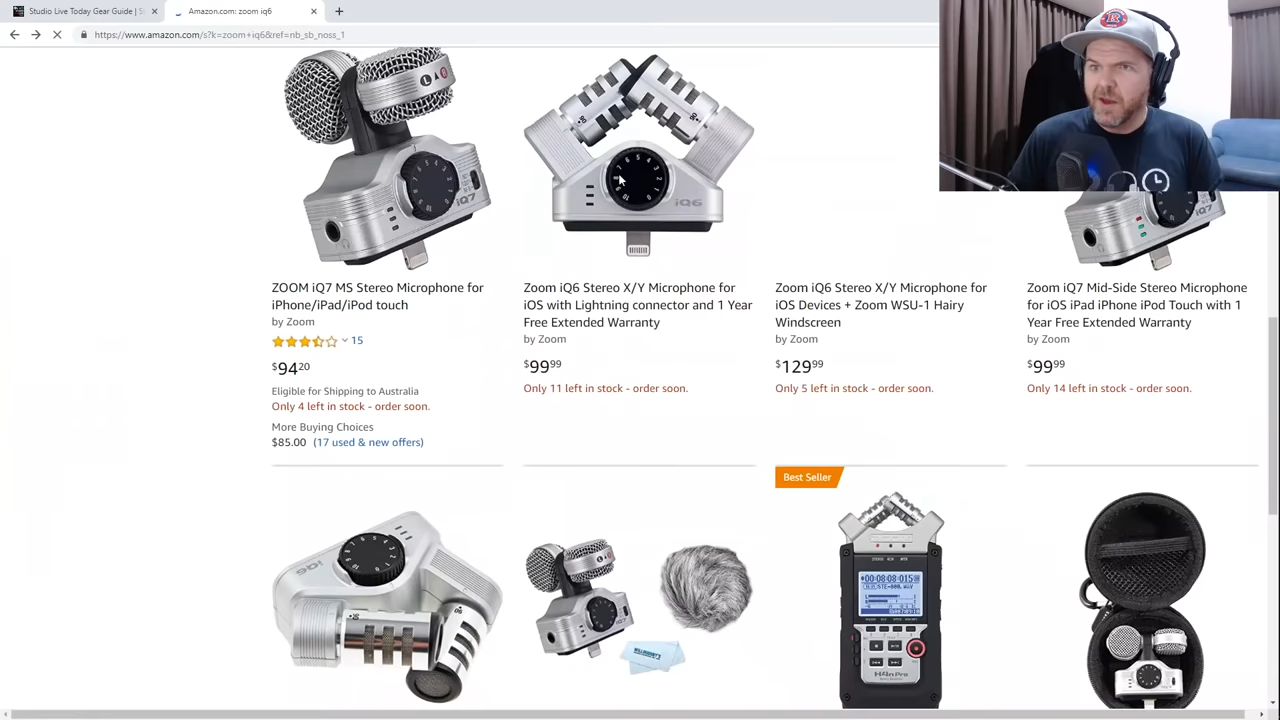 Studio Live Today Gear Guide | S
Amazon.com: zoom iq6
https://www.amazon.com/s?k=zoom+iq6&ref=nb_sb_noss_1
iQ7
iQ6
iQ7
ZOOM iQ7 MS Stereo Microphone for
iPhone/iPad/iPod touch
by Zoom
15
$94.20
Eligible for Shipping to Australia
Only 4 left in stock - order soon.
More Buying Choices
$85.00 (17 used & new offers)
Zoom iQ6 Stereo X/Y Microphone for
iOS with Lightning connector and 1 Year
Free Extended Warranty
by Zoom
$99.99
Only 11 left in stock - order soon.
Zoom iQ6 Stereo X/Y Microphone for
iOS Devices + Zoom WSU-1 Hairy
Windscreen
by Zoom
$129.99
Only 5 left in stock - order soon.
Zoom iQ7 Mid-Side Stereo Microphone
for iOS iPad iPhone iPod Touch with 1
Year Free Extended Warranty
by Zoom
$99.99
Only 14 left in stock - order soon.
Best Seller
iQ6
iQ7
H4n Pro